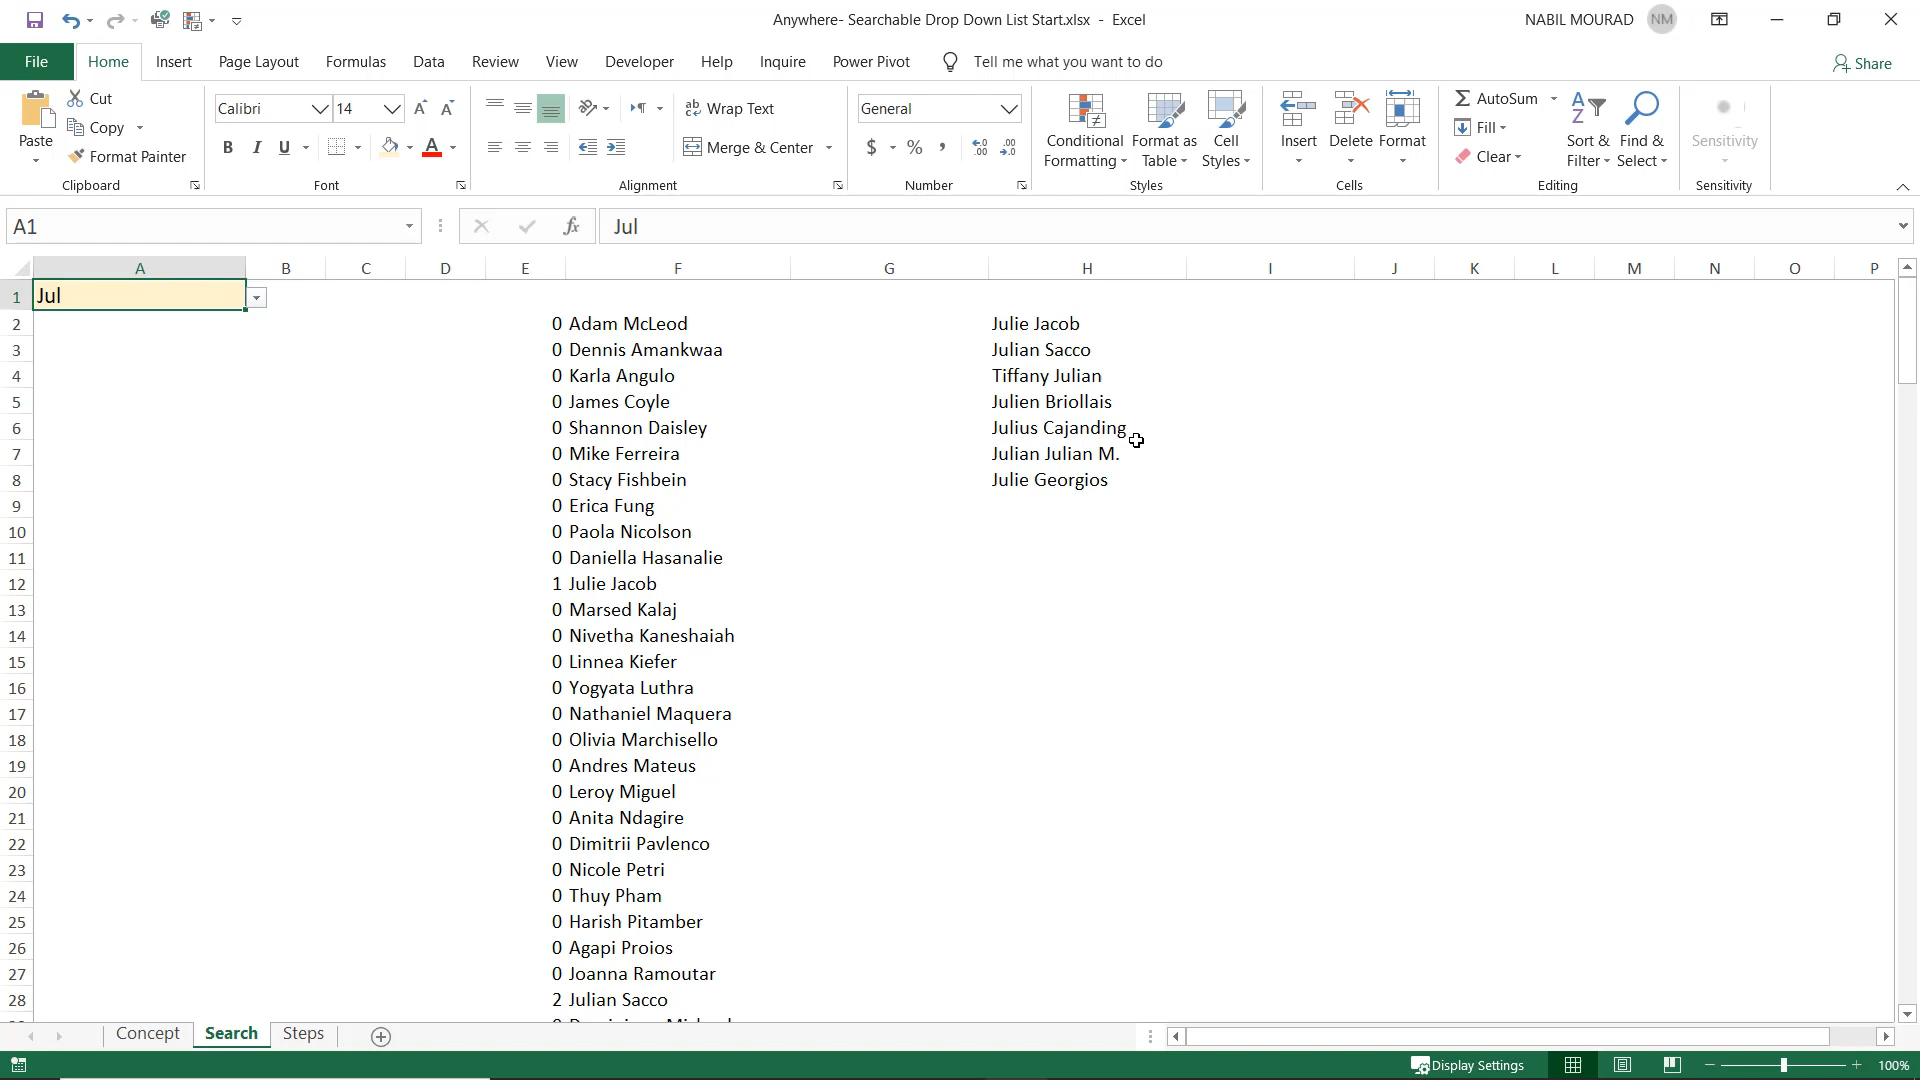 Anywhere- Searchable Drop Down List Start.xlsx - Excel
NABIL MOURAD NM
File Home Insert Page Layout Formulas Data Review View Developer Help Inquire Power Pivot Tell me what you want to do Share
Paste
Cut
Copy
Format Painter
Clipboard
Calibri 14
B I U
Font
Wrap Text
Merge & Center
Alignment
General
$ % ,
Number
Conditional Formatting
Format as Table
Cell Styles
Styles
Insert Delete Format
Cells
AutoSum
Fill
Clear
Sort & Filter
Find & Select
Editing
Sensitivity
Sensitivity
A1 fx Jul
A B C D E F G H I J K L M N O P
1 Jul
2 0 Adam McLeod Julie Jacob
3 0 Dennis Amankwaa Julian Sacco
4 0 Karla Angulo Tiffany Julian
5 0 James Coyle Julien Briollais
6 0 Shannon Daisley Julius Cajanding
7 0 Mike Ferreira Julian Julian M.
8 0 Stacy Fishbein Julie Georgios
9 0 Erica Fung
10 0 Paola Nicolson
11 0 Daniella Hasanalie
12 1 Julie Jacob
13 0 Marsed Kalaj
14 0 Nivetha Kaneshaiah
15 0 Linnea Kiefer
16 0 Yogyata Luthra
17 0 Nathaniel Maquera
18 0 Olivia Marchisello
19 0 Andres Mateus
20 0 Leroy Miguel
21 0 Anita Ndagire
22 0 Dimitrii Pavlenco
23 0 Nicole Petri
24 0 Thuy Pham
25 0 Harish Pitamber
26 0 Agapi Proios
27 0 Joanna Ramoutar
28 2 Julian Sacco
Concept Search Steps
Display Settings 100%